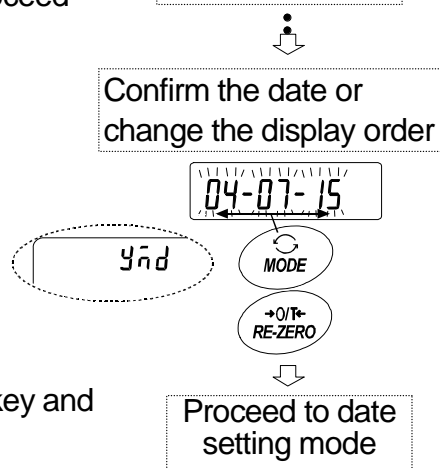 oceed
Confirm the date or
change the display order
04-07-15
MODE
ymd
→0/T←
RE-ZERO
key and
Proceed to date
setting mode